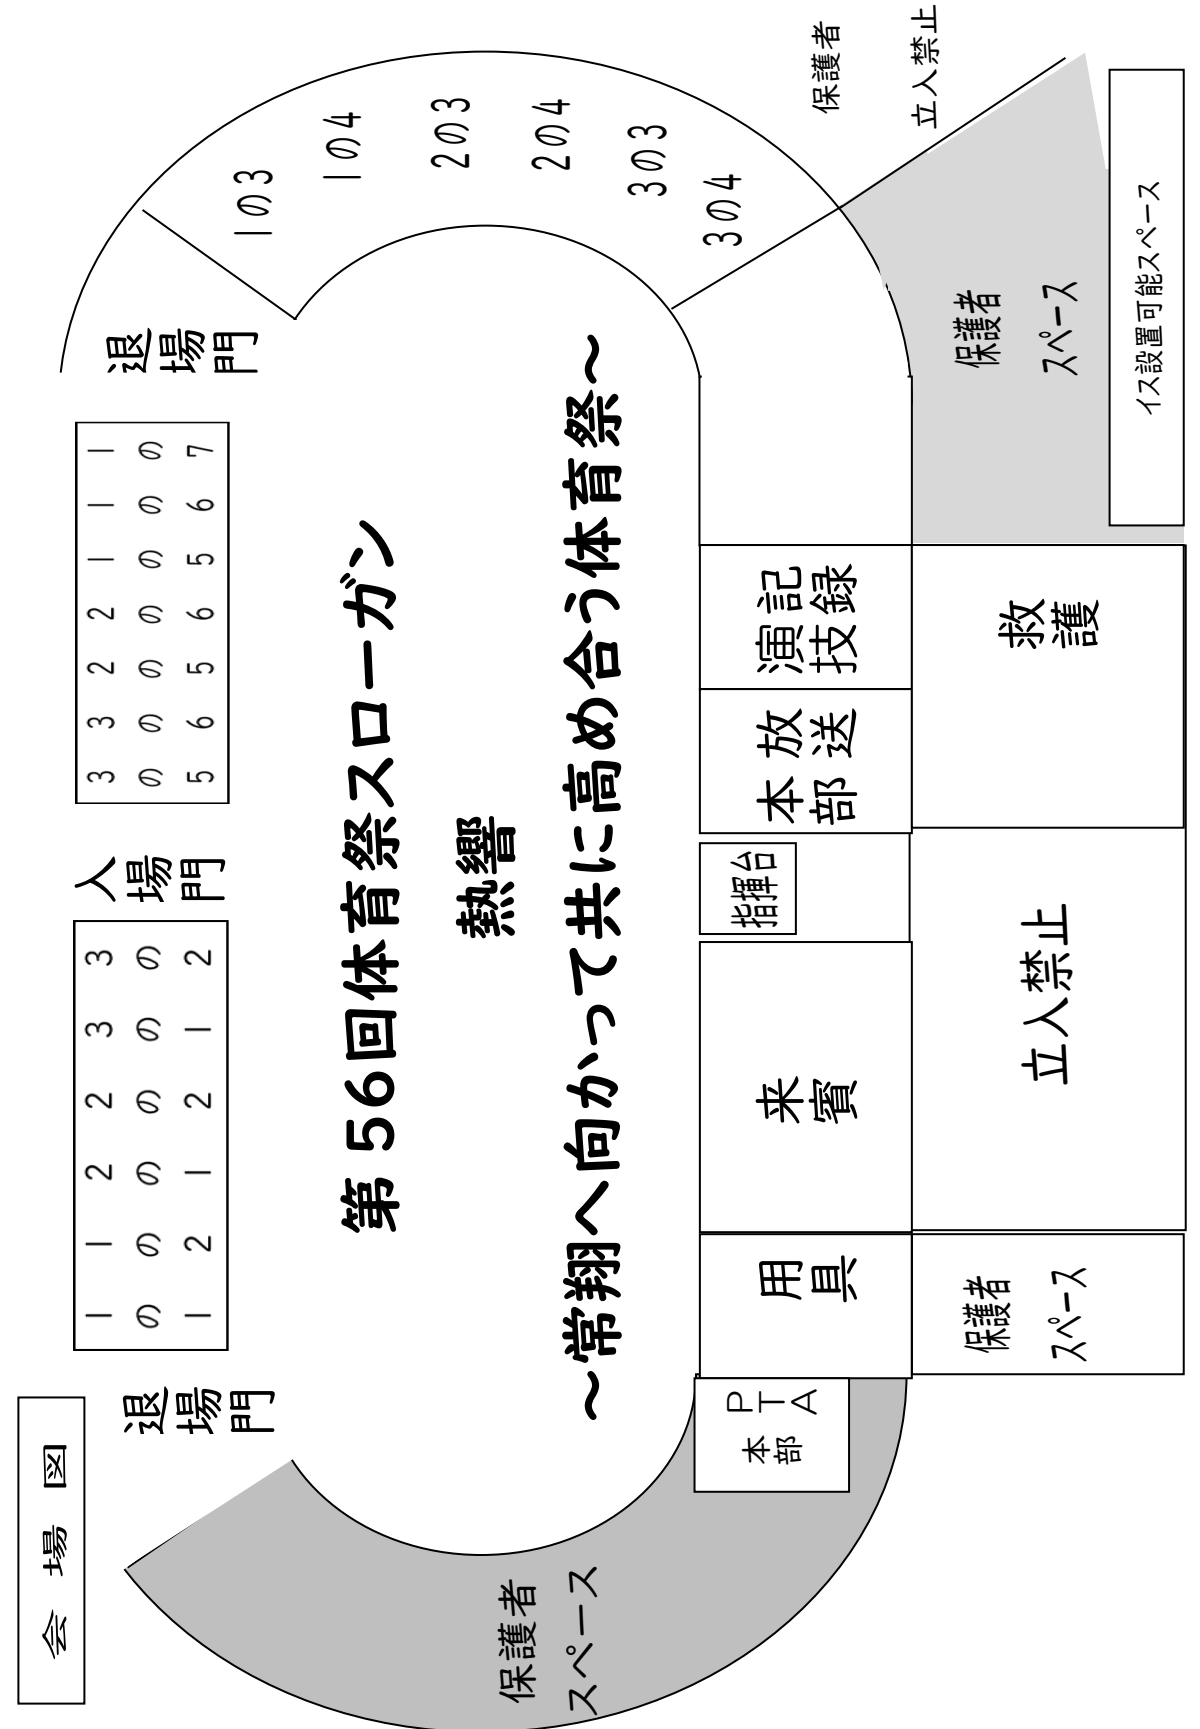 会場図
退場門
1の1
1の2
2の1
2の2
3の1
3の2
入場門
3の5
3の6
2の5
2の6
1の5
1の6
1の7
退場門
第56回体育祭スローガン
熱響
～常翔へ向かって共に高め合う体育祭～
1の3
1の4
2の3
2の4
3の3
3の4
保護者
スペース
PTA
本部
用具
来賓
指揮台
放送
本部
記録
演技
保護者
立入禁止
保護者
スペース
立入禁止
救護
保護者
スペース
イス設置可能スペース